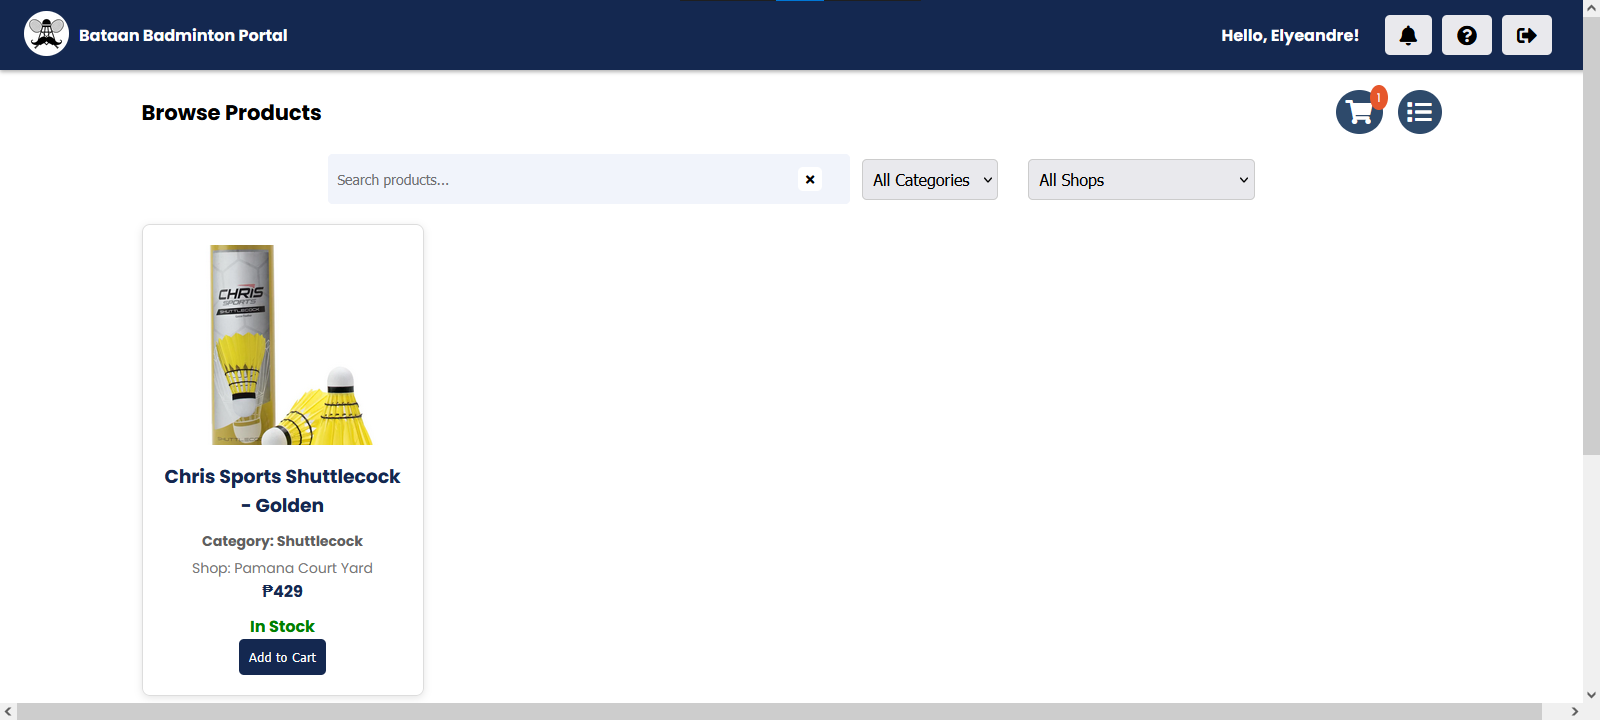 Bataan Badminton Portal
Hello, Elyeandre!
Browse Products
1
Search products...
All Categories
All Shops
CHRIS
SPORTS
SHUTTLECOCK
Chris Sports Shuttlecock
- Golden
Category: Shuttlecock
Shop: Pamana Court Yard
₱429
In Stock
Add to Cart